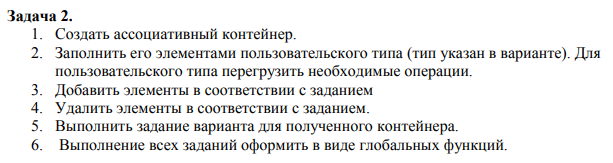 Задача 2.
1. Создать ассоциативный контейнер.
2. Заполнить его элементами пользовательского типа (тип указан в варианте). Для
пользовательского типа перегрузить необходимые операции.
3. Добавить элементы в соответствии с заданием
4. Удалить элементы в соответствии с заданием.
5. Выполнить задание варианта для полученного контейнера.
6. Выполнение всех заданий оформить в виде глобальных функций.